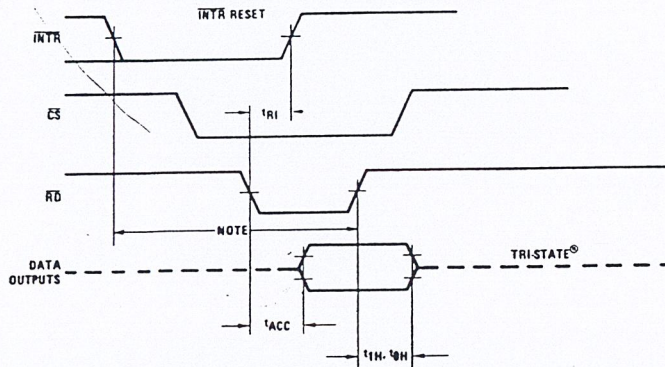 INTR RESET
INTR
CS
tRI
RD
NOTE
DATA
OUTPUTS
TRI-STATE®
tACC
t1H, t0H